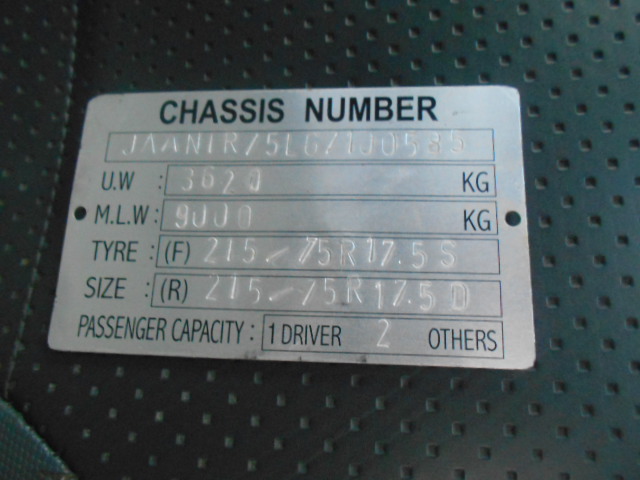 CHASSIS NUMBER
JAANLR75LG7100585
U.W : 3620 KG
M.L.W : 9000 KG
TYRE : (F) 215/75R17.5 S
SIZE : (R) 215/75R17.5 D
PASSENGER CAPACITY : 1 DRIVER 2 OTHERS